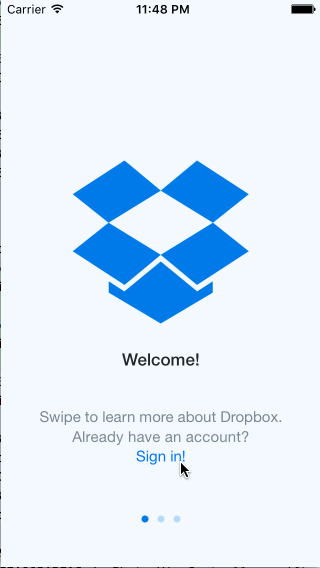 Carrier 11:48 PM
Welcome!
Swipe to learn more about Dropbox.
Already have an account?
Sign in!